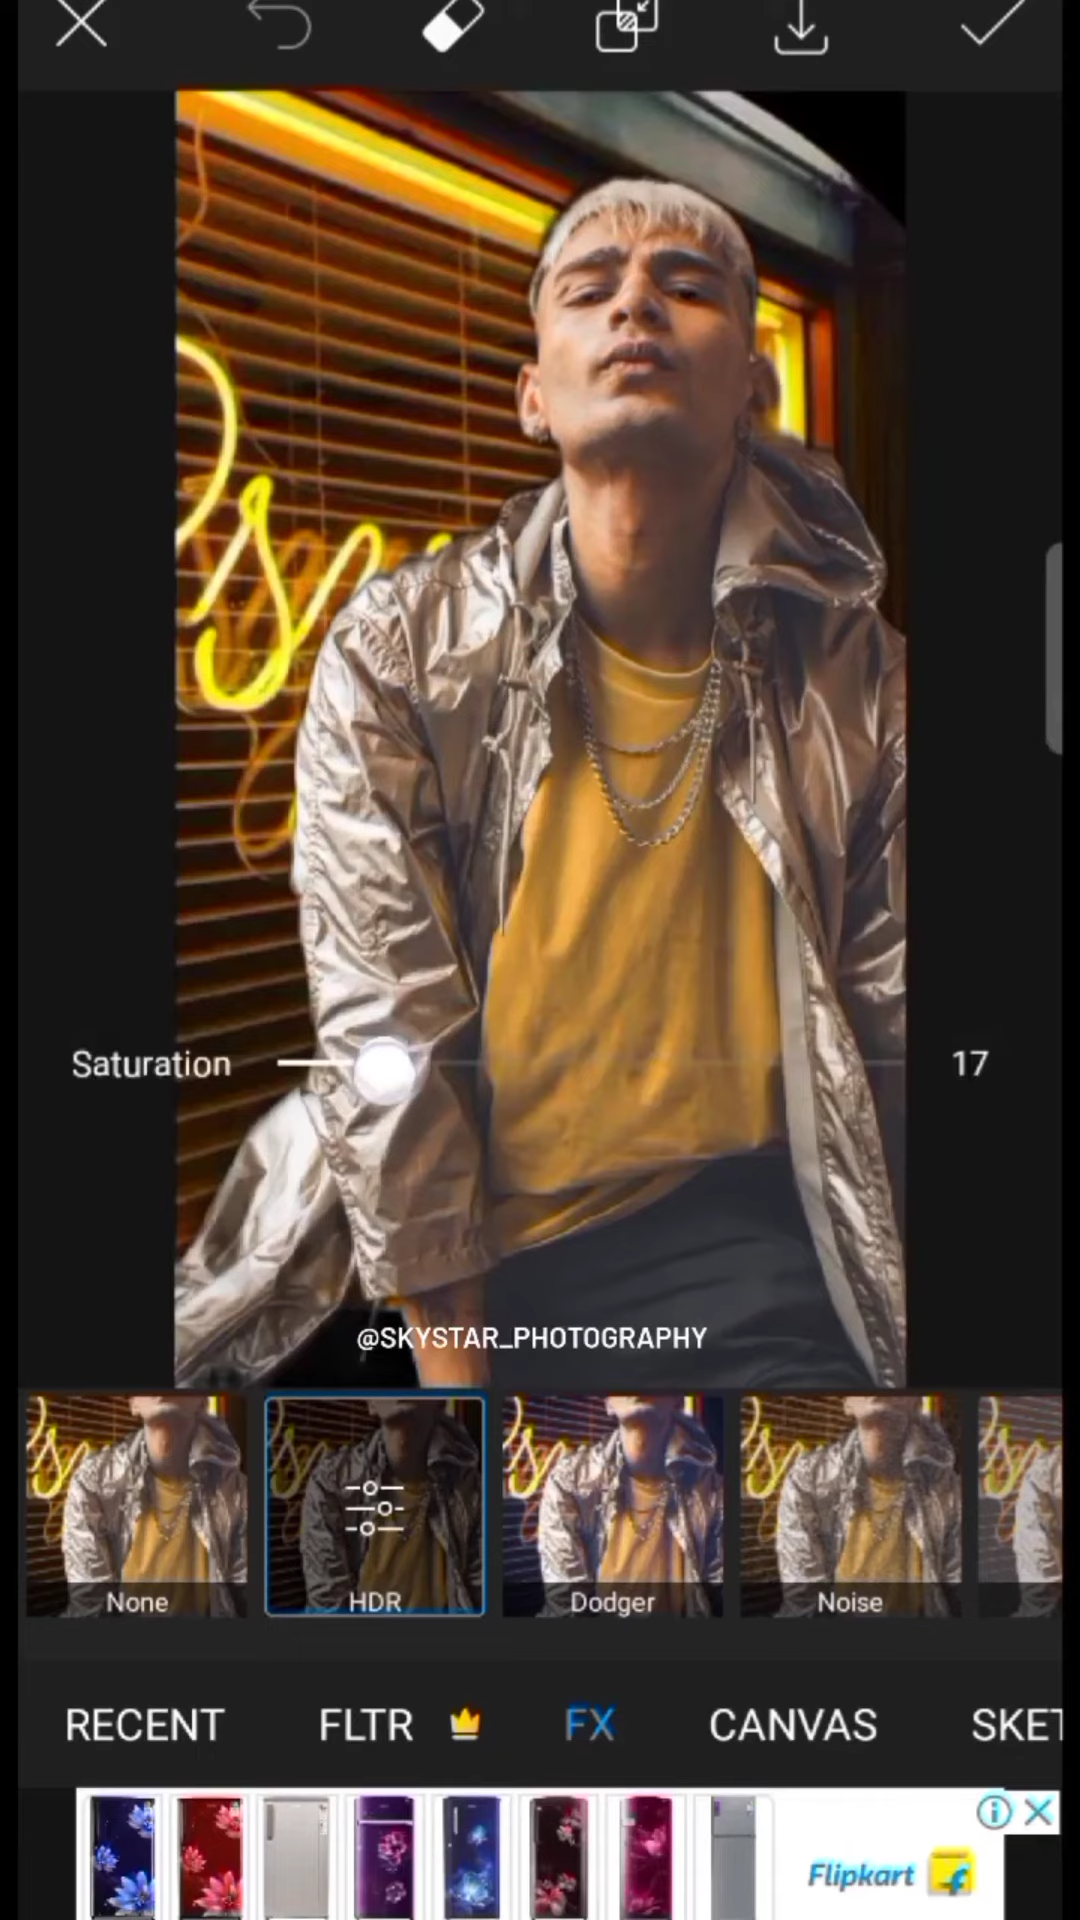 Saturation 17
@SKYSTAR_PHOTOGRAPHY
None HDR Dodger Noise
RECENT FLTR FX CANVAS SKET
Flipkart